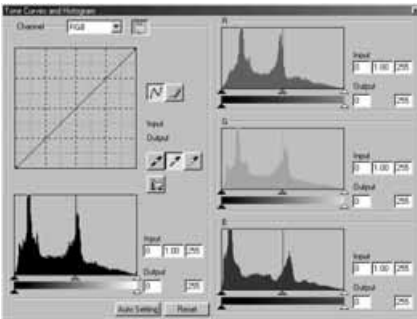 Tone Curves and Histogram
Channel RGB
Input
Output
Input
0 1.00 255
Output
0 255
Auto Setting Reset
R
Input
0 1.00 255
Output
0 255
G
Input
0 1.00 255
Output
0 255
B
Input
0 1.00 255
Output
0 255